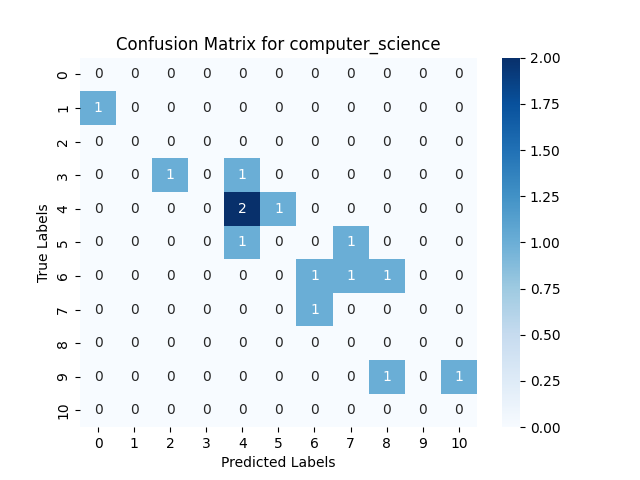 Confusion Matrix for computer_science
0 0 0 0 0 0 0 0 0 0 0 0
1 1 0 0 0 0 0 0 0 0 0 0
2 0 0 0 0 0 0 0 0 0 0 0
3 0 0 1 0 1 0 0 0 0 0 0
4 0 0 0 0 2 1 0 0 0 0 0
5 0 0 0 0 1 0 0 1 0 0 0
6 0 0 0 0 0 0 1 1 1 0 0
7 0 0 0 0 0 0 1 0 0 0 0
8 0 0 0 0 0 0 0 0 0 0 0
9 0 0 0 0 0 0 0 0 1 0 1
10 0 0 0 0 0 0 0 0 0 0 0
0 1 2 3 4 5 6 7 8 9 10
Predicted Labels
True Labels
2.00
1.75
1.50
1.25
1.00
0.75
0.50
0.25
0.00